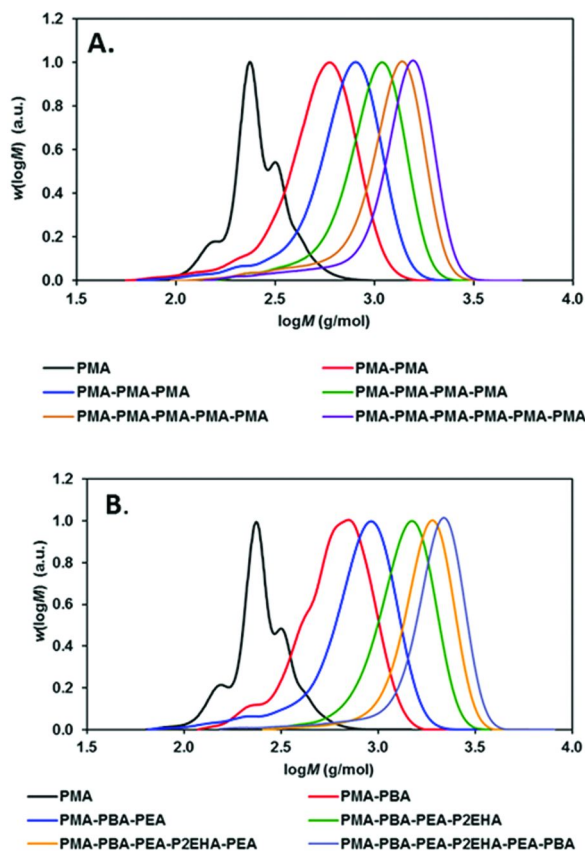 A.
1.2
1.0
0.8
0.6
0.4
0.2
0.0
w(logM) (a.u.)
1.5 2.0 2.5 3.0 3.5 4.0
logM (g/mol)
PMA PMA-PMA
PMA-PMA-PMA PMA-PMA-PMA-PMA
PMA-PMA-PMA-PMA-PMA PMA-PMA-PMA-PMA-PMA-PMA
B.
1.2
1.0
0.8
0.6
0.4
0.2
0.0
w(logM) (a.u.)
1.5 2.0 2.5 3.0 3.5 4.0
logM (g/mol)
PMA PMA-PBA
PMA-PBA-PEA PMA-PBA-PEA-P2EHA
PMA-PBA-PEA-P2EHA-PEA PMA-PBA-PEA-P2EHA-PEA-PBA